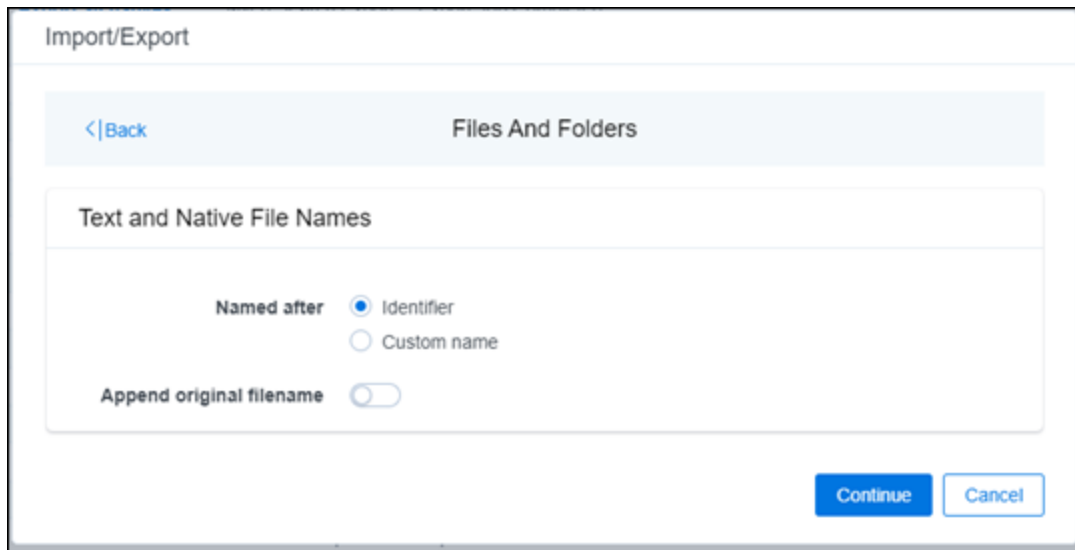 Import/Export
Back
Files And Folders
Text and Native File Names
Named after
Identifier
Custom name
Append original filename
Continue
Cancel